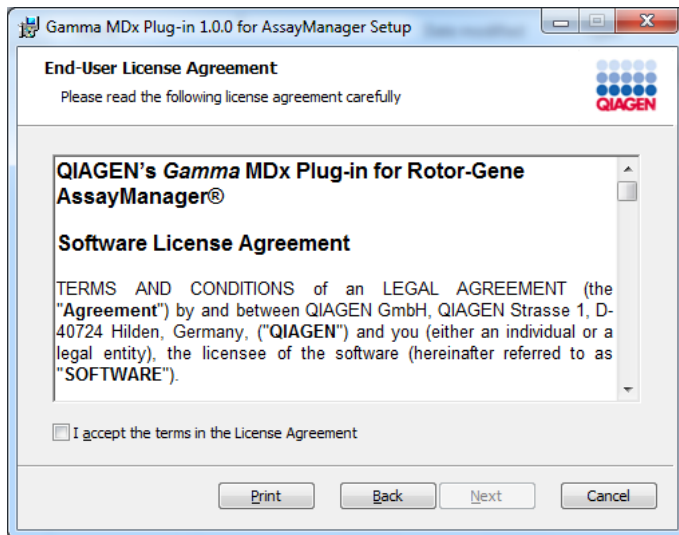 Gamma MDx Plug-in 1.0.0 for AssayManager Setup
End-User License Agreement
Please read the following license agreement carefully
QIAGEN
QIAGEN's Gamma MDx Plug-in for Rotor-Gene
AssayManager®
Software License Agreement
TERMS AND CONDITIONS of an LEGAL AGREEMENT (the
"Agreement") by and between QIAGEN GmbH, QIAGEN Strasse 1, D-
40724 Hilden, Germany, ("QIAGEN") and you (either an individual or a
legal entity), the licensee of the software (hereinafter referred to as
"SOFTWARE").
I accept the terms in the License Agreement
Print Back Next Cancel